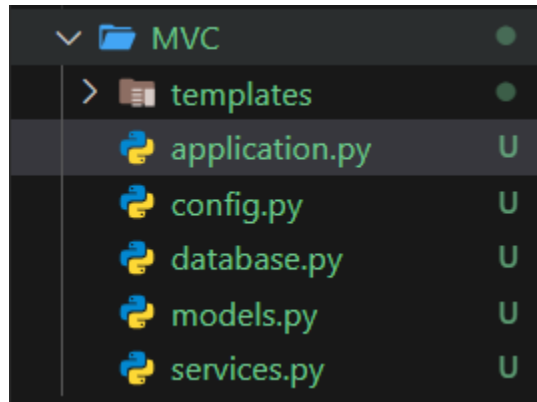 MVC
templates
application.py U
config.py U
database.py U
models.py U
services.py U